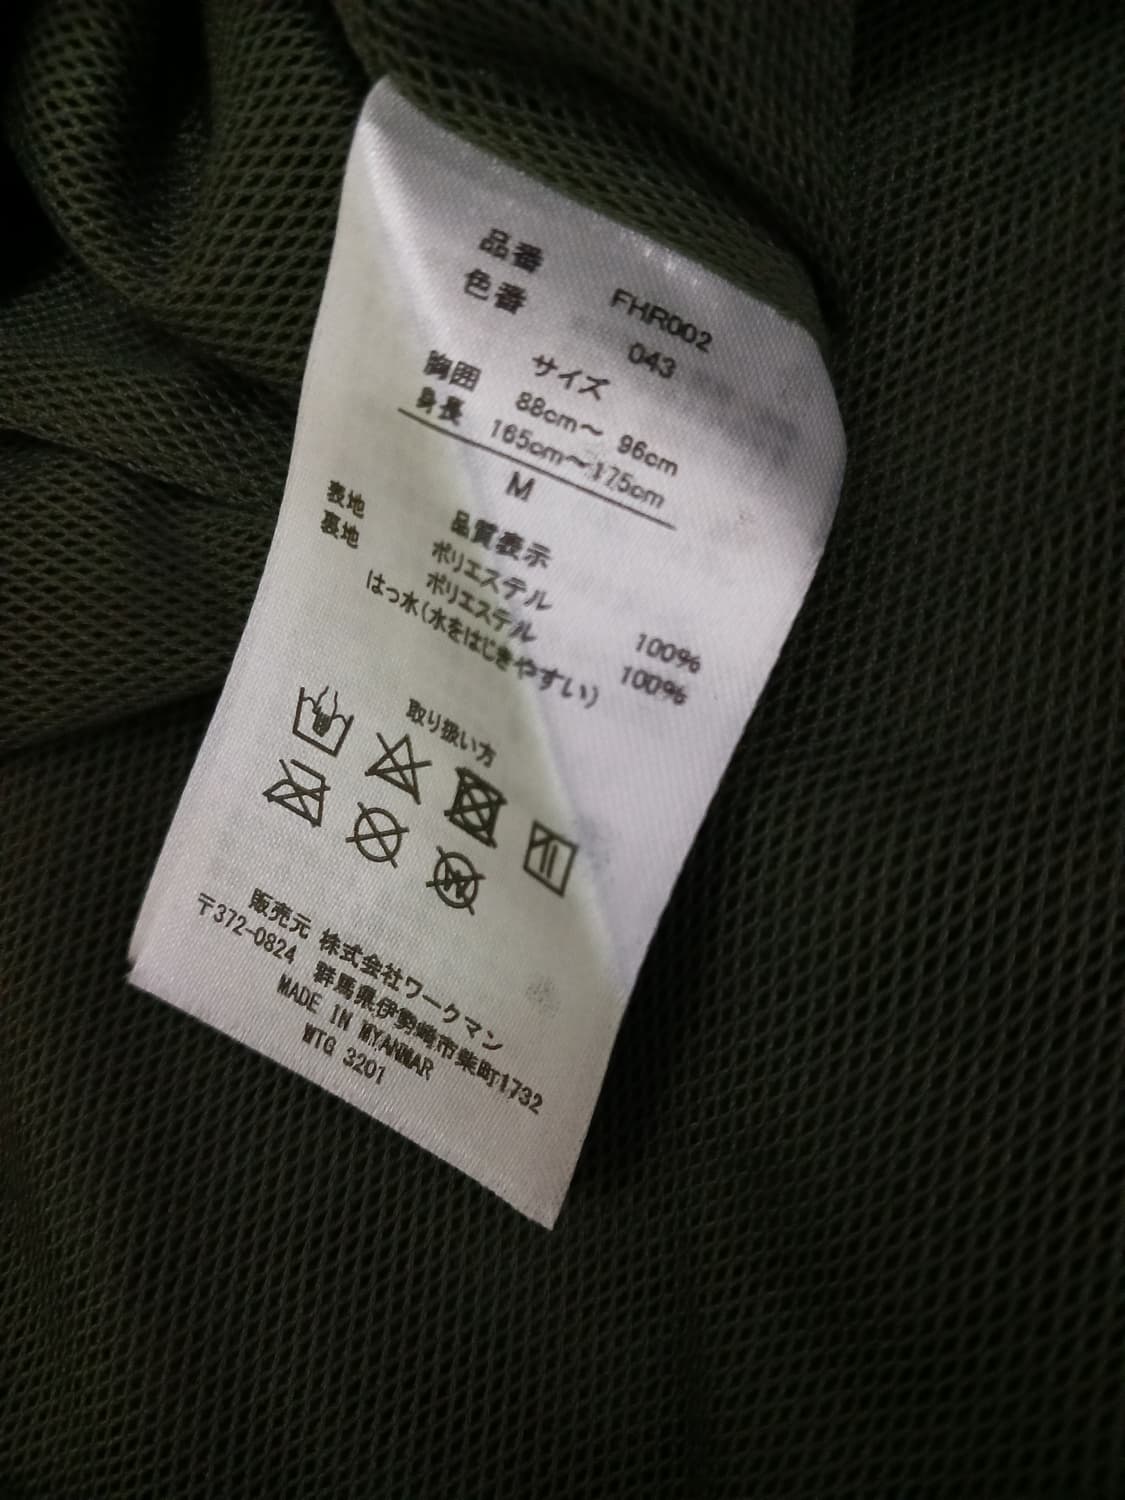 品番 FHR002
色番 043
サイズ
胸囲 88cm〜 96cm
身長 165cm〜175cm
M
品質表示
表地 ポリエステル 100%
裏地 ポリエステル 100%
はっ水(水をはじきやすい)
取り扱い方
販売元 株式会社ワークマン
〒372-0824 群馬県伊勢崎市柴町1732
MADE IN MYANMAR
WTG 3201